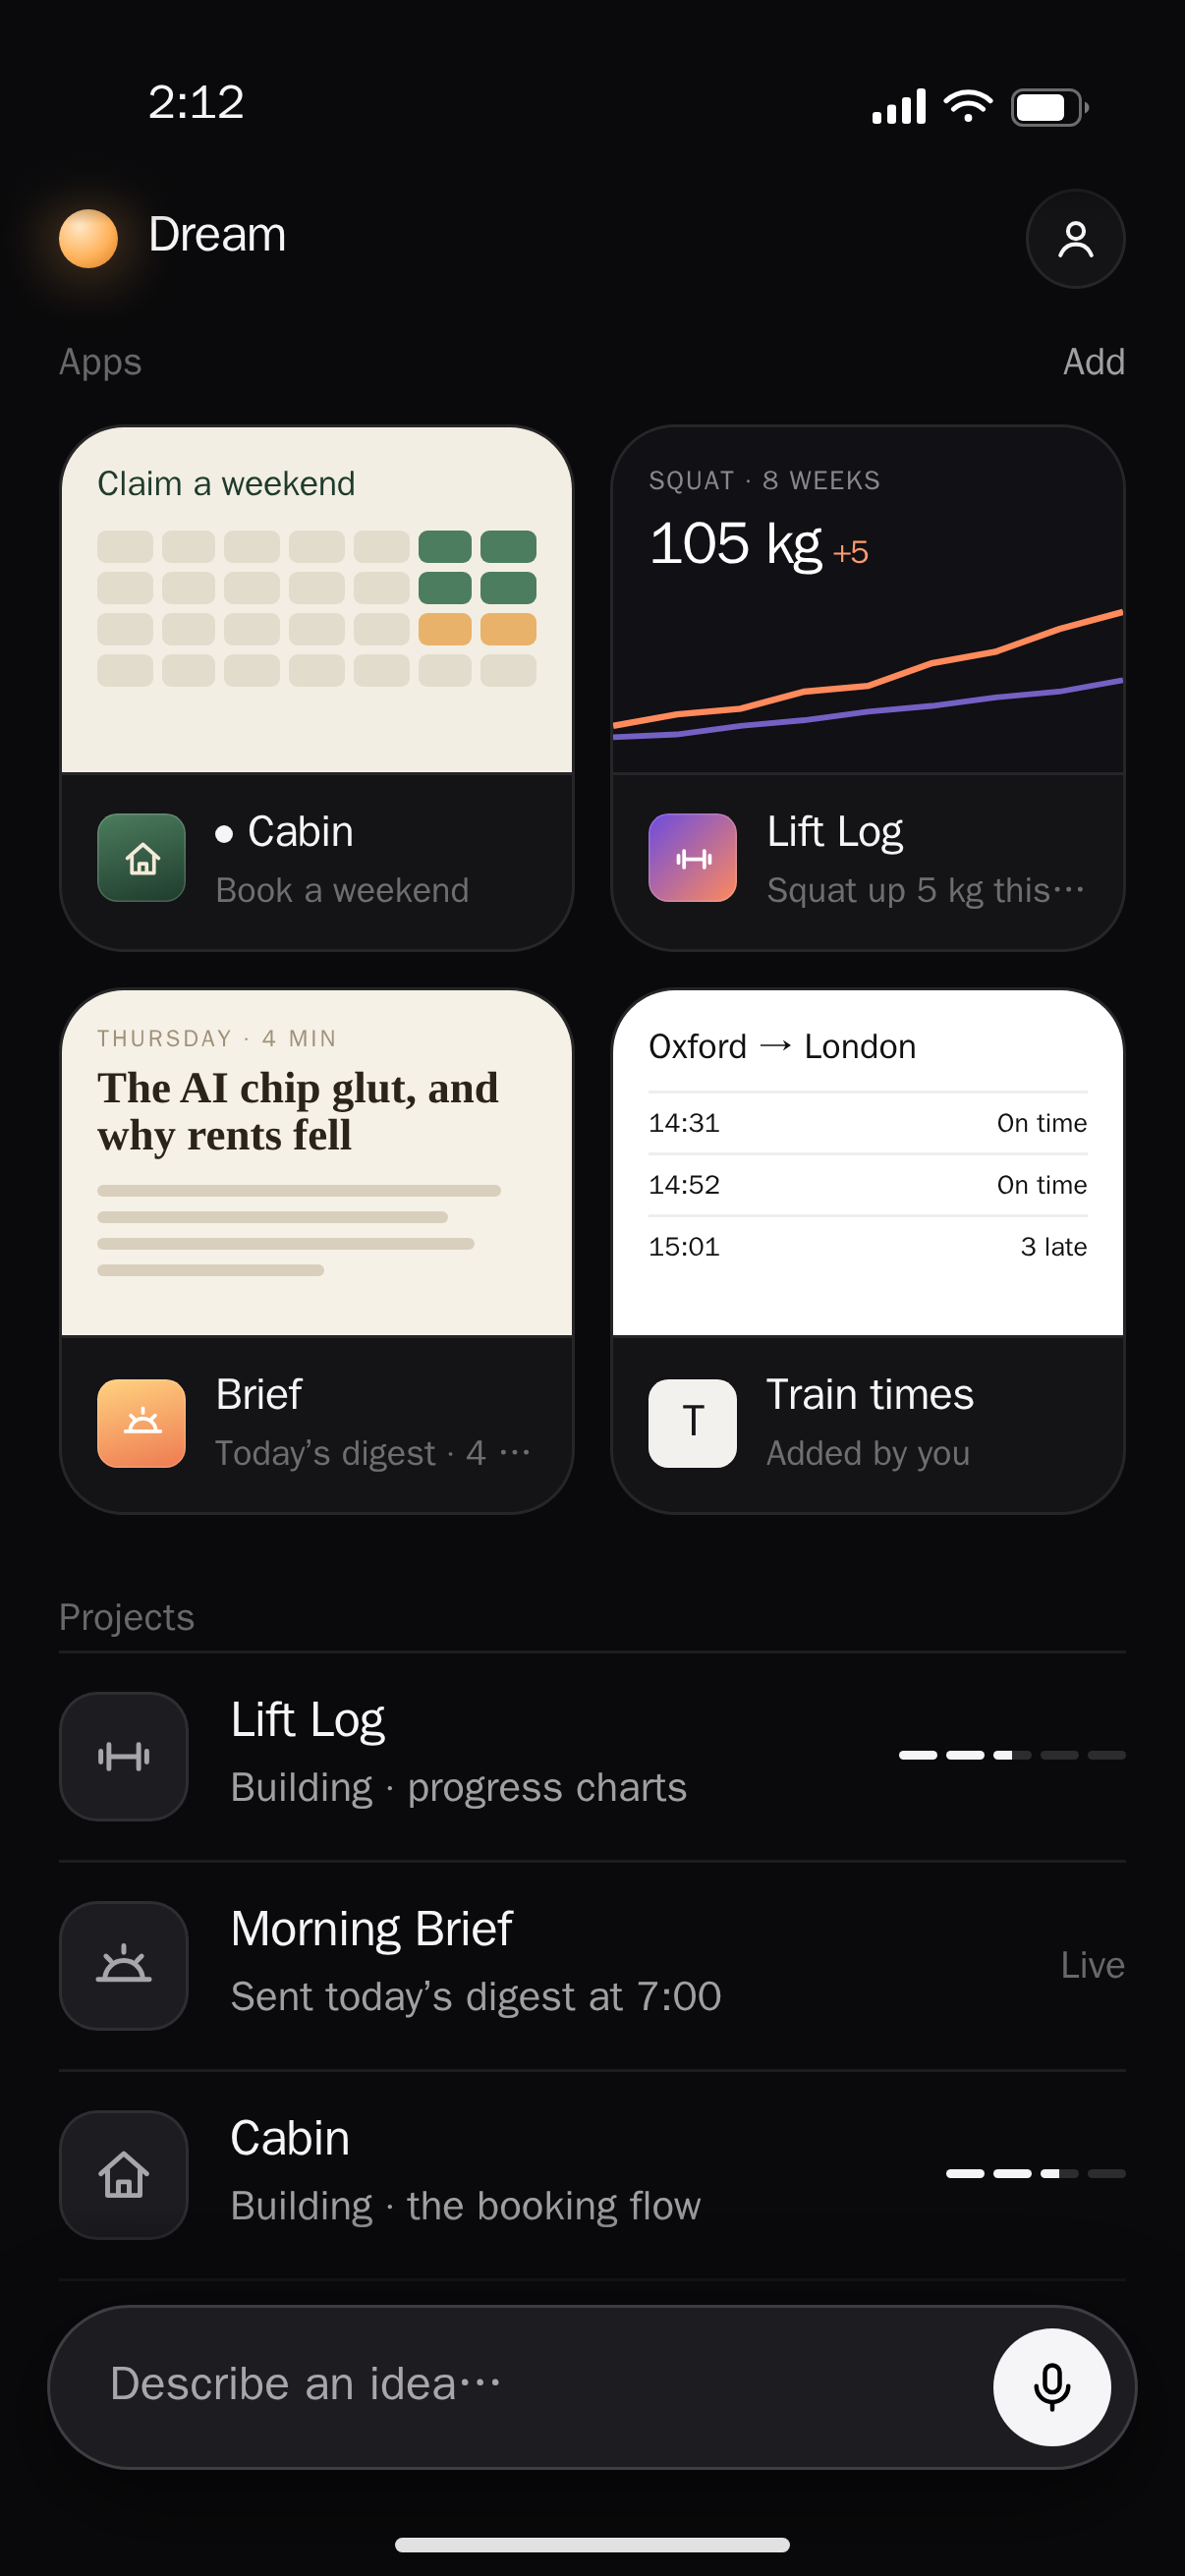 2:12
Dream
Apps
Add
Claim a weekend
Cabin
Book a weekend
SQUAT · 8 WEEKS
105 kg +5
Lift Log
Squat up 5 kg this···
THURSDAY · 4 MIN
The AI chip glut, and
why rents fell
Brief
Today’s digest · 4 ···
Oxford → London
14:31 On time
14:52 On time
15:01 3 late
T
Train times
Added by you
Projects
Lift Log
Building · progress charts
Morning Brief
Sent today’s digest at 7:00
Live
Cabin
Building · the booking flow
Describe an idea···